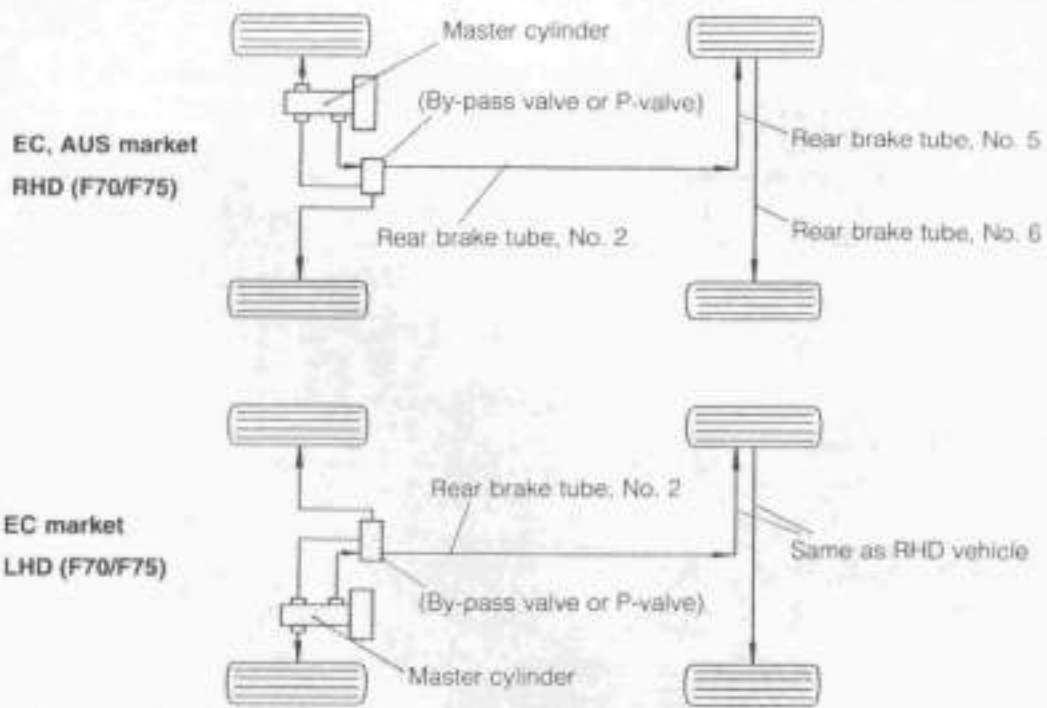 Master cylinder
(By-pass valve or P-valve)
EC, AUS market
RHD (F70/F75)
Rear brake tube, No. 5
Rear brake tube, No. 2
Rear brake tube, No. 6
Rear brake tube, No. 2
EC market
LHD (F70/F75)
Same as RHD vehicle
(By-pass valve or P-valve)
Master cylinder